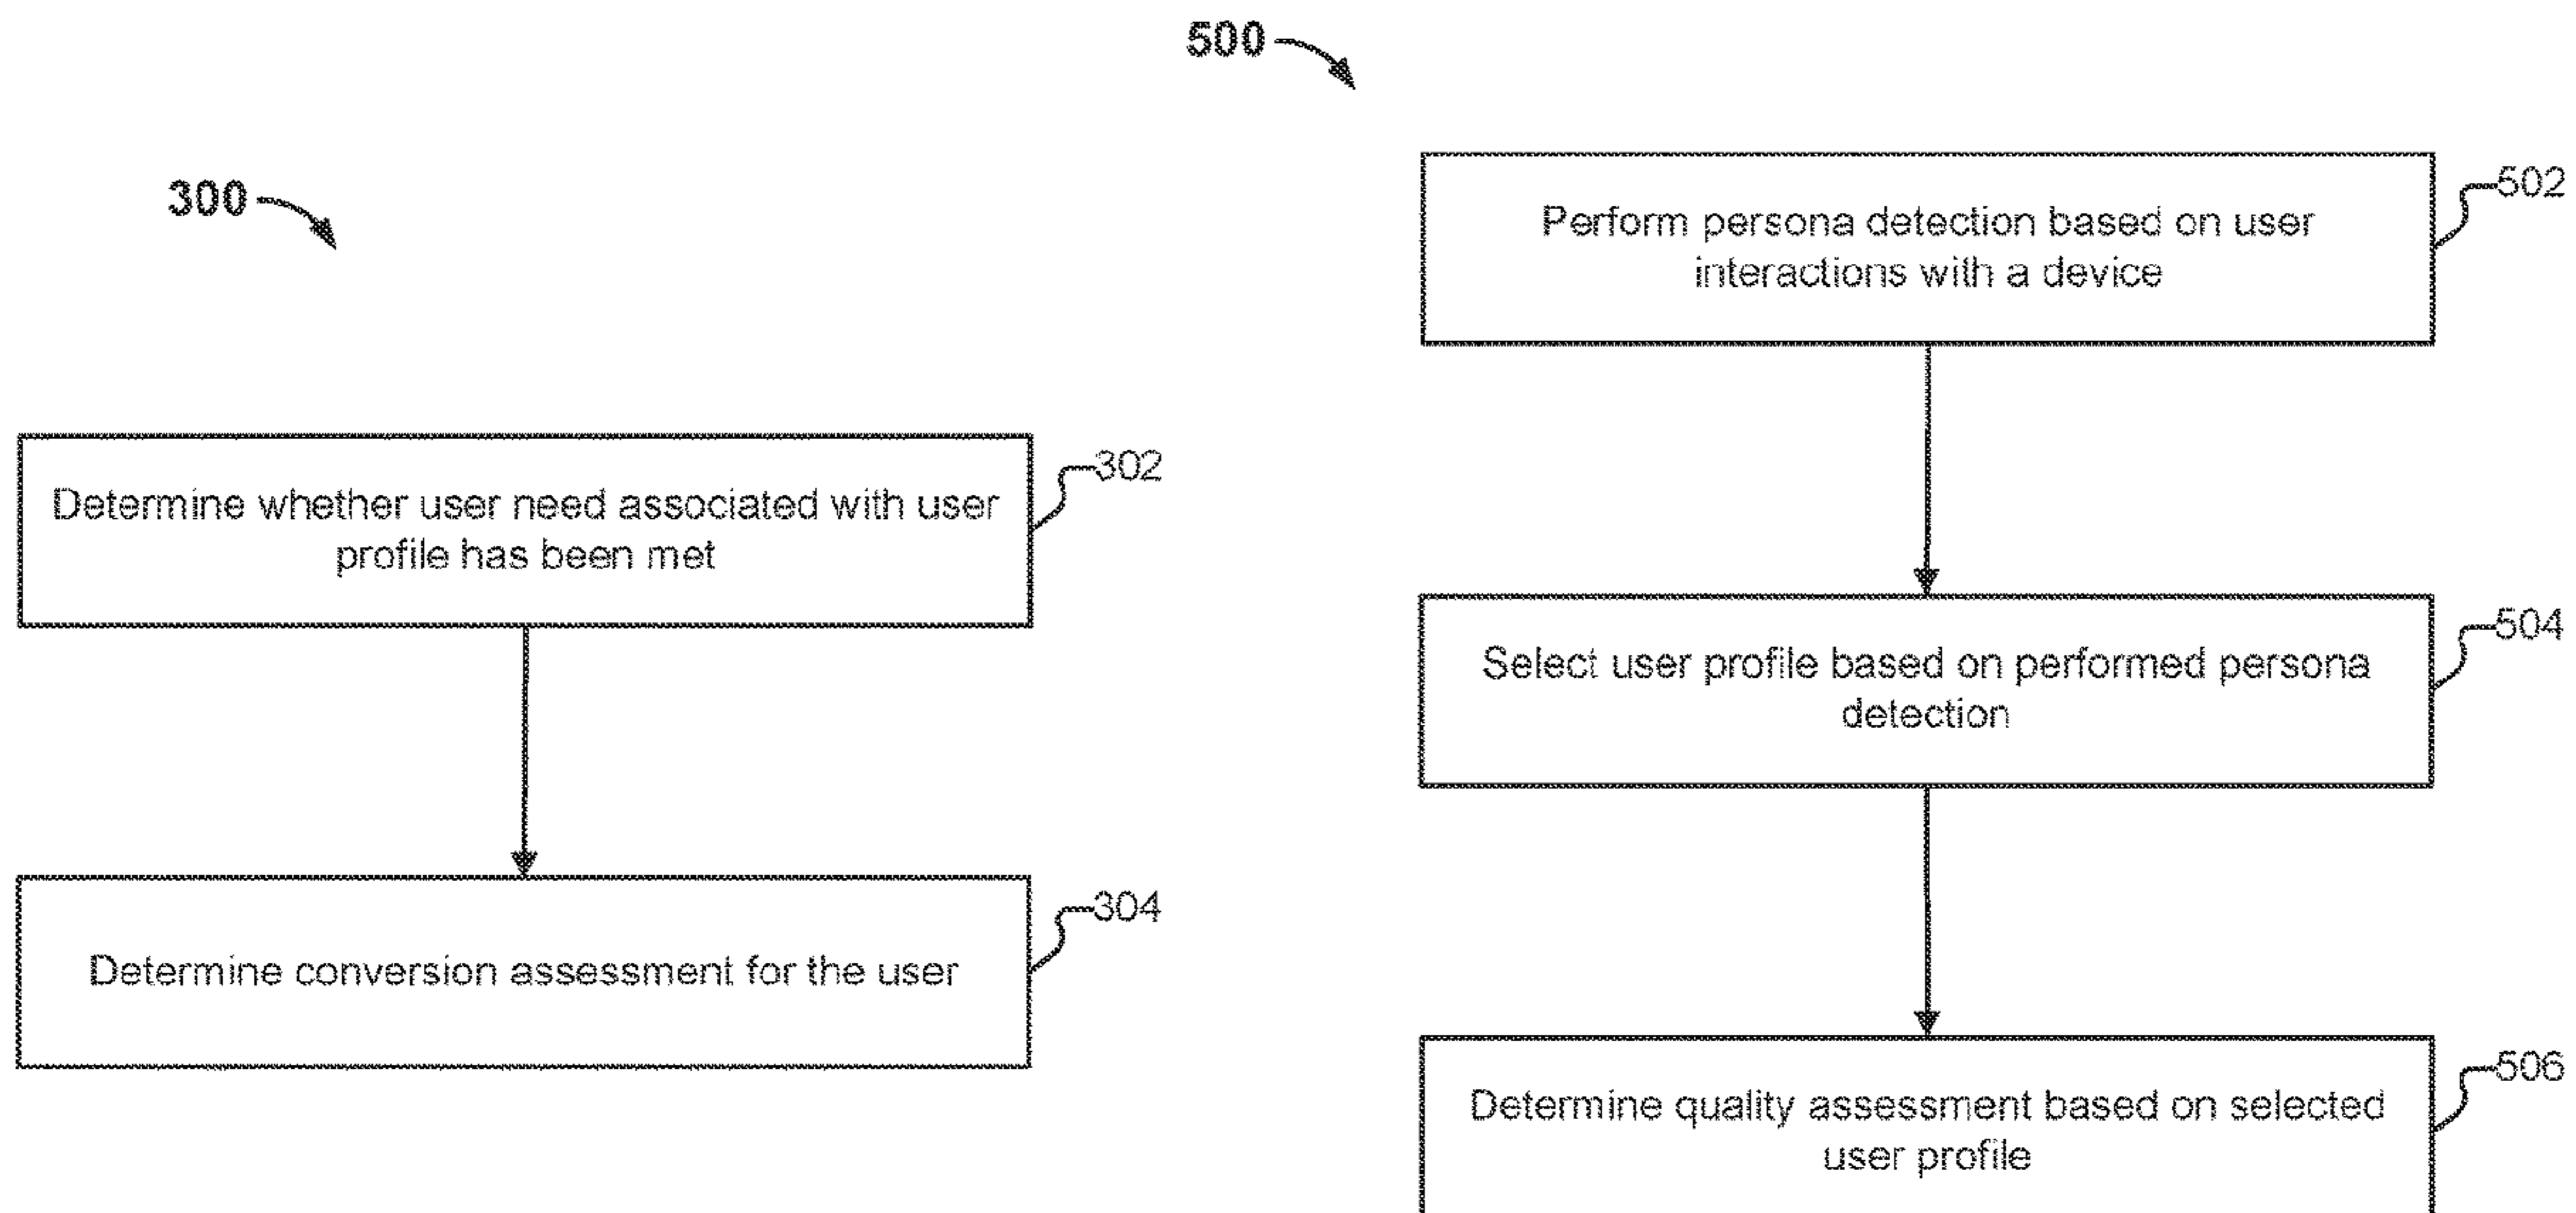 300
302
Determine whether user need associated with user
profile has been met
304
Determine conversion assessment for the user
500
502
Perform persona detection based on user
interactions with a device
504
Select user profile based on performed persona
detection
506
Determine quality assessment based on selected
user profile